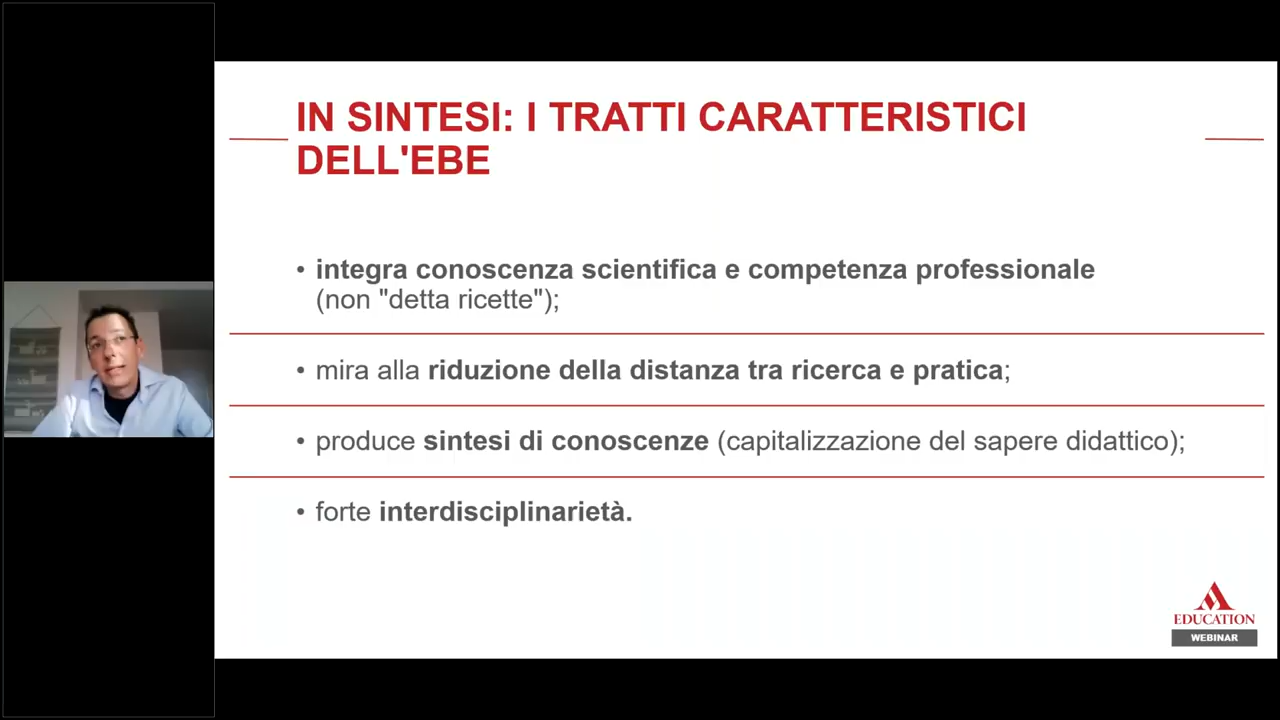 IN SINTESI: I TRATTI CARATTERISTICI
DELL'EBE
• integra conoscenza scientifica e competenza professionale
(non "detta ricette");
• mira alla riduzione della distanza tra ricerca e pratica;
• produce sintesi di conoscenze (capitalizzazione del sapere didattico);
• forte interdisciplinarietà.
EDUCATION
WEBINAR